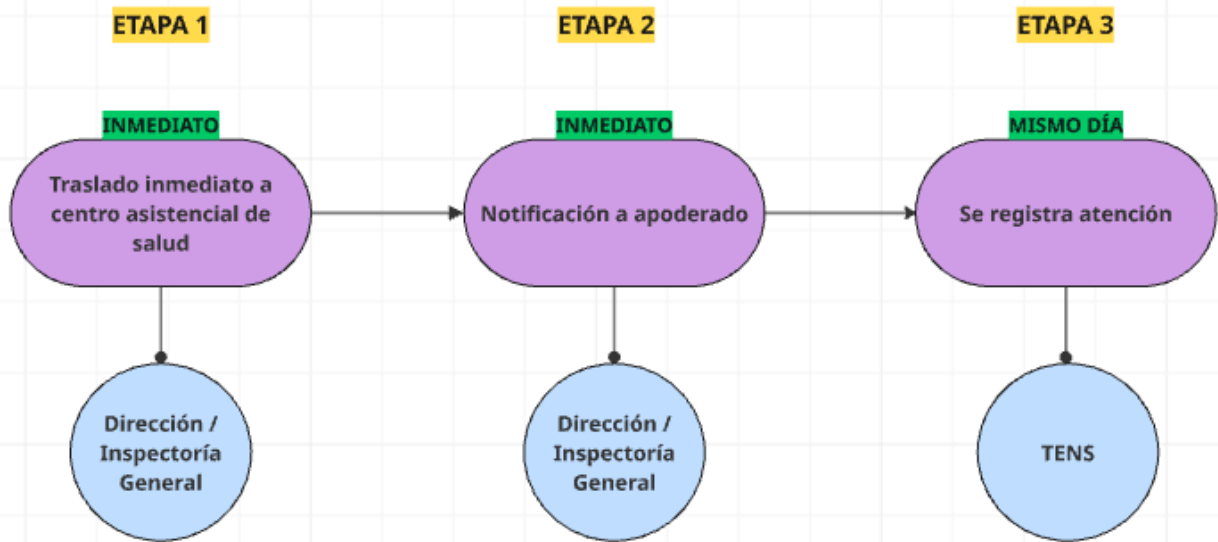 ETAPA 1
ETAPA 2
ETAPA 3
INMEDIATO
INMEDIATO
MISMO DÍA
Traslado inmediato a
centro asistencial de
salud
Notificación a apoderado
Se registra atención
Dirección /
Inspectoría
General
Dirección /
Inspectoría
General
TENS